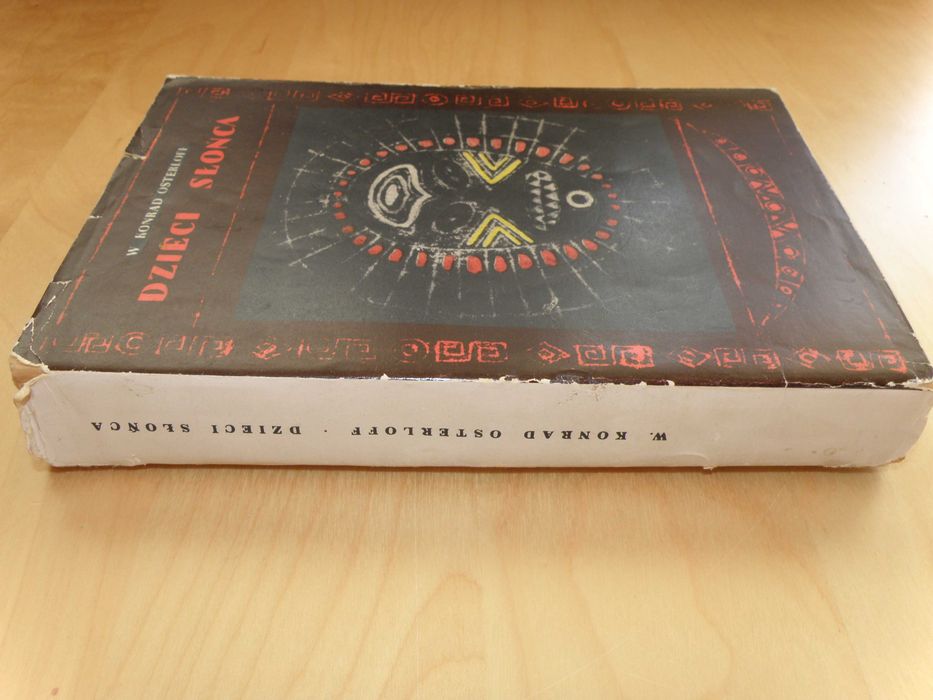 W KONRAD OSTERLOFF
DZIECI SŁOŃCA
W. KONRAD OSTERLOFF · DZIECI SŁOŃCA